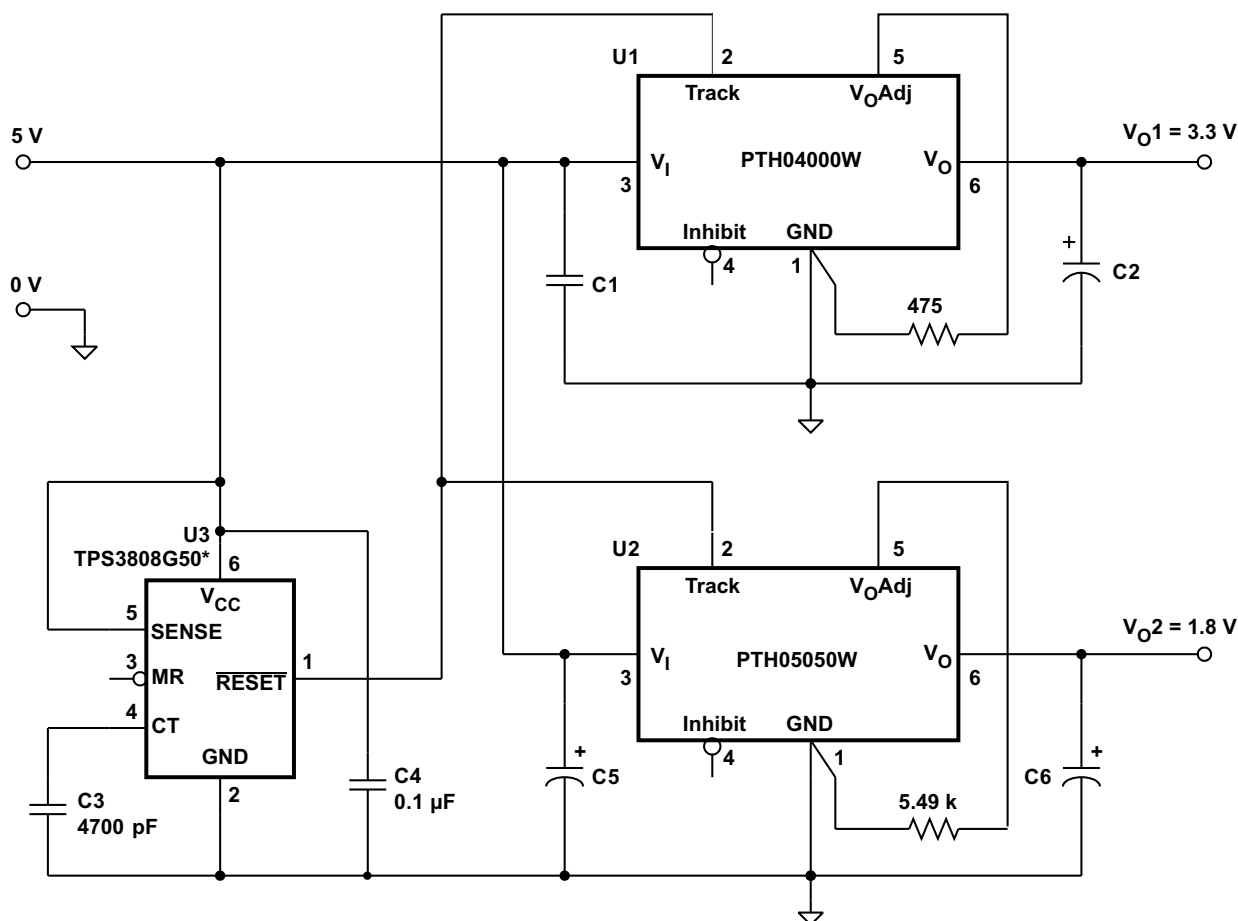 U1
2
5
Track
VOAdj
5 V
VO1 = 3.3 V
VI
PTH04000W
VO
3
6
Inhibit
GND
4
1
+
C1
C2
0 V
475
U3
TPS3808G50*
6
VCC
5
SENSE
3
MR
RESET
1
4
CT
GND
2
C3
4700 pF
C4
0.1 µF
U2
2
5
Track
VOAdj
VO2 = 1.8 V
VI
PTH05050W
VO
3
6
Inhibit
GND
4
1
+
C5
5.49 k
+
C6